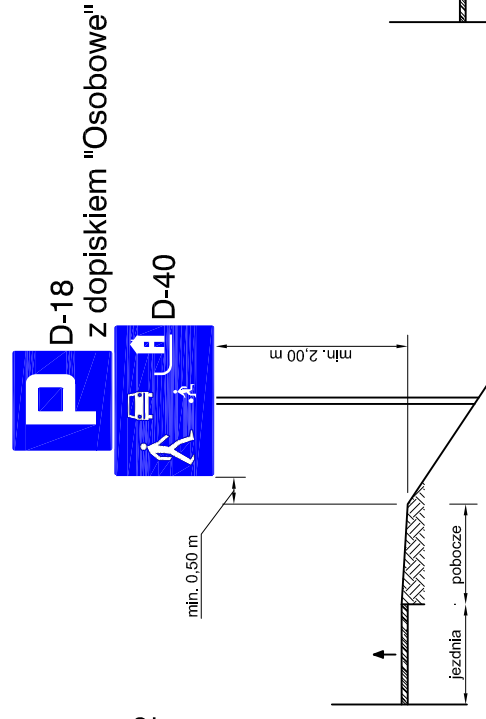 D-18
z dopiskiem "Osobowe"
P
D-40
min. 2,00 m
min. 0,50 m
jezdnia
pobocze